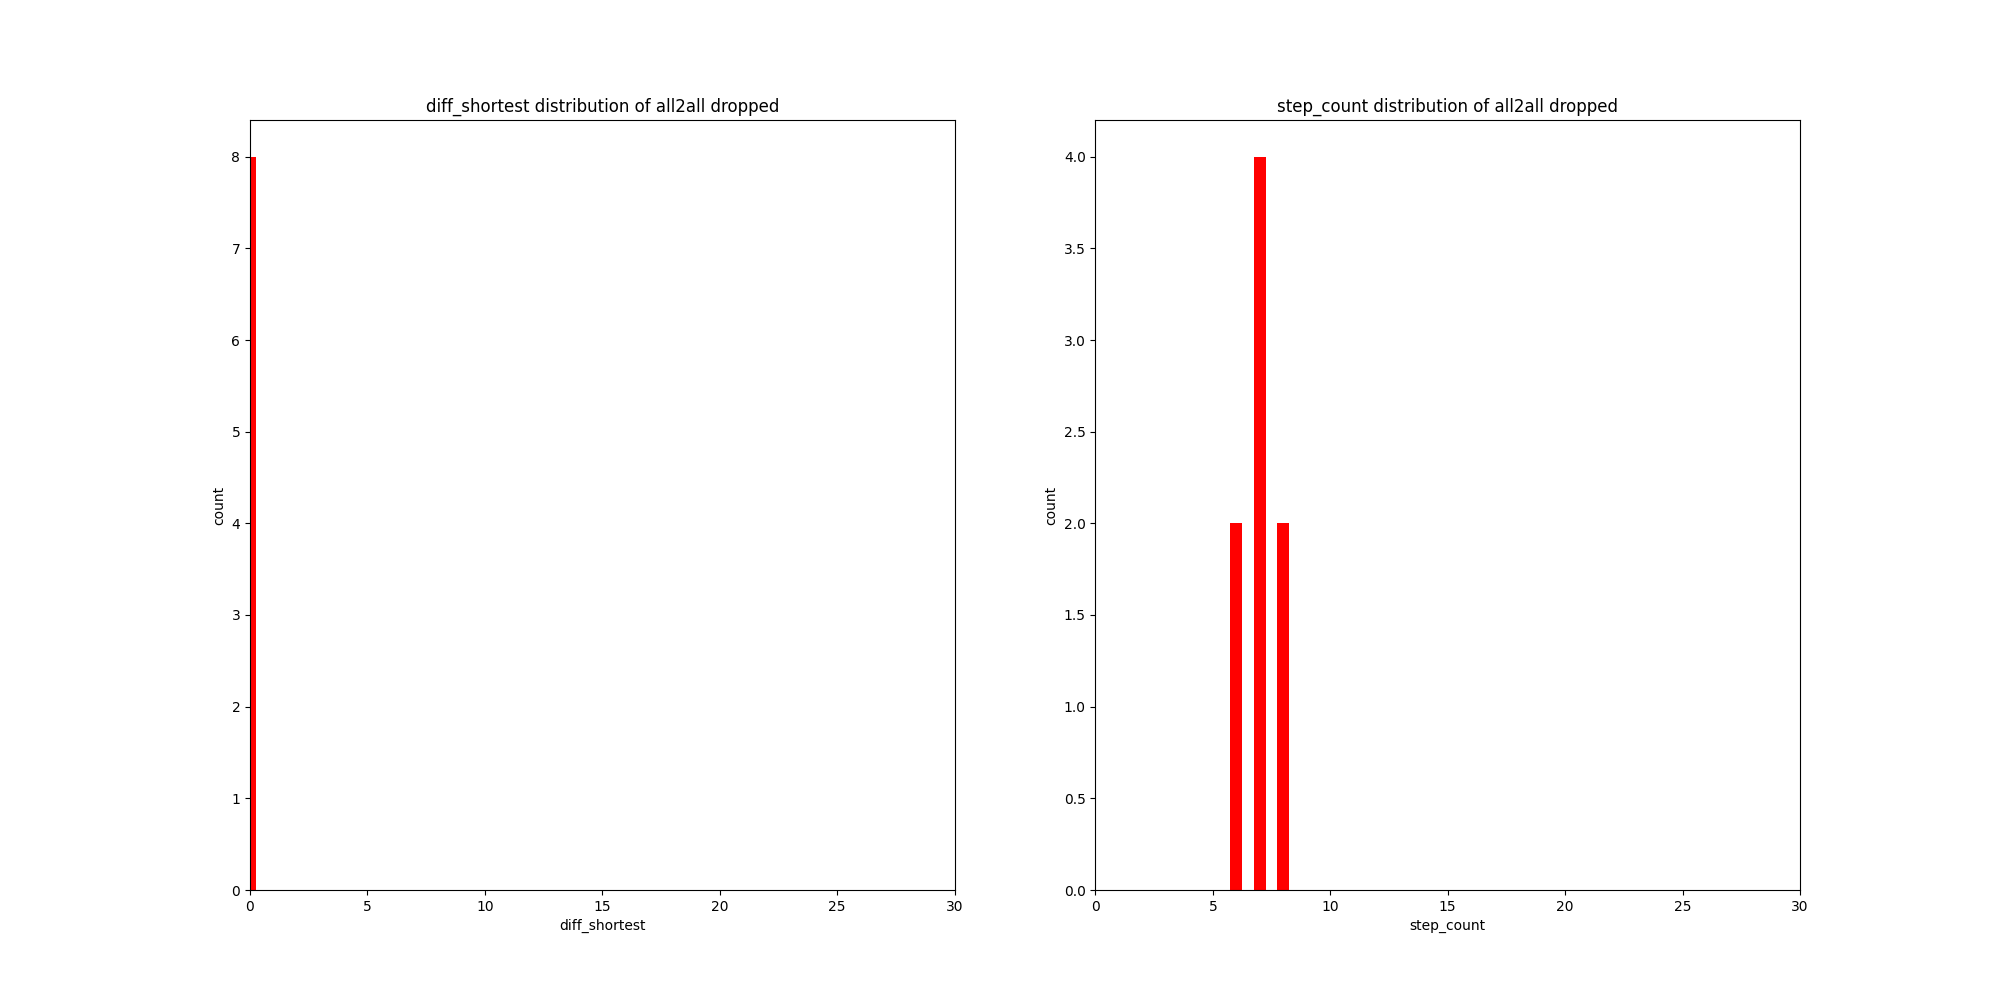 diff_shortest distribution of all2all dropped
8
7
6
5
4
3
2
1
0
count
0 5 10 15 20 25 30
diff_shortest
step_count distribution of all2all dropped
4.0
3.5
3.0
2.5
2.0
1.5
1.0
0.5
0.0
count
0 5 10 15 20 25 30
step_count